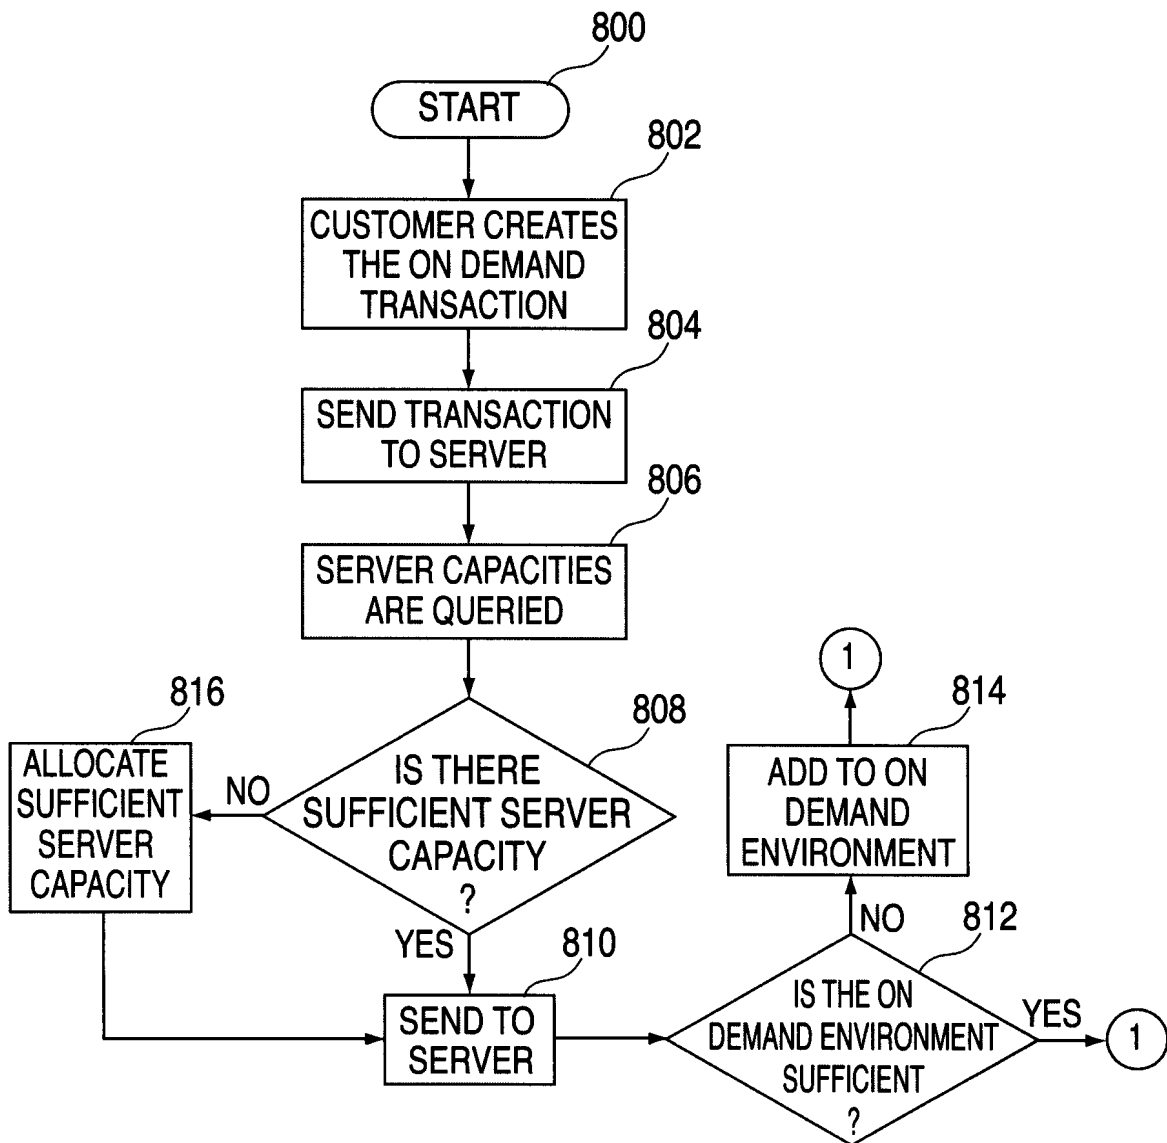 800
START
802
CUSTOMER CREATES
THE ON DEMAND
TRANSACTION
804
SEND TRANSACTION
TO SERVER
806
SERVER CAPACITIES
ARE QUERIED
808
IS THERE
SUFFICIENT SERVER
CAPACITY
?
NO
816
ALLOCATE
SUFFICIENT
SERVER
CAPACITY
YES
810
SEND TO
SERVER
812
IS THE ON
DEMAND ENVIRONMENT
SUFFICIENT
?
NO
814
ADD TO ON
DEMAND
ENVIRONMENT
1
YES
1